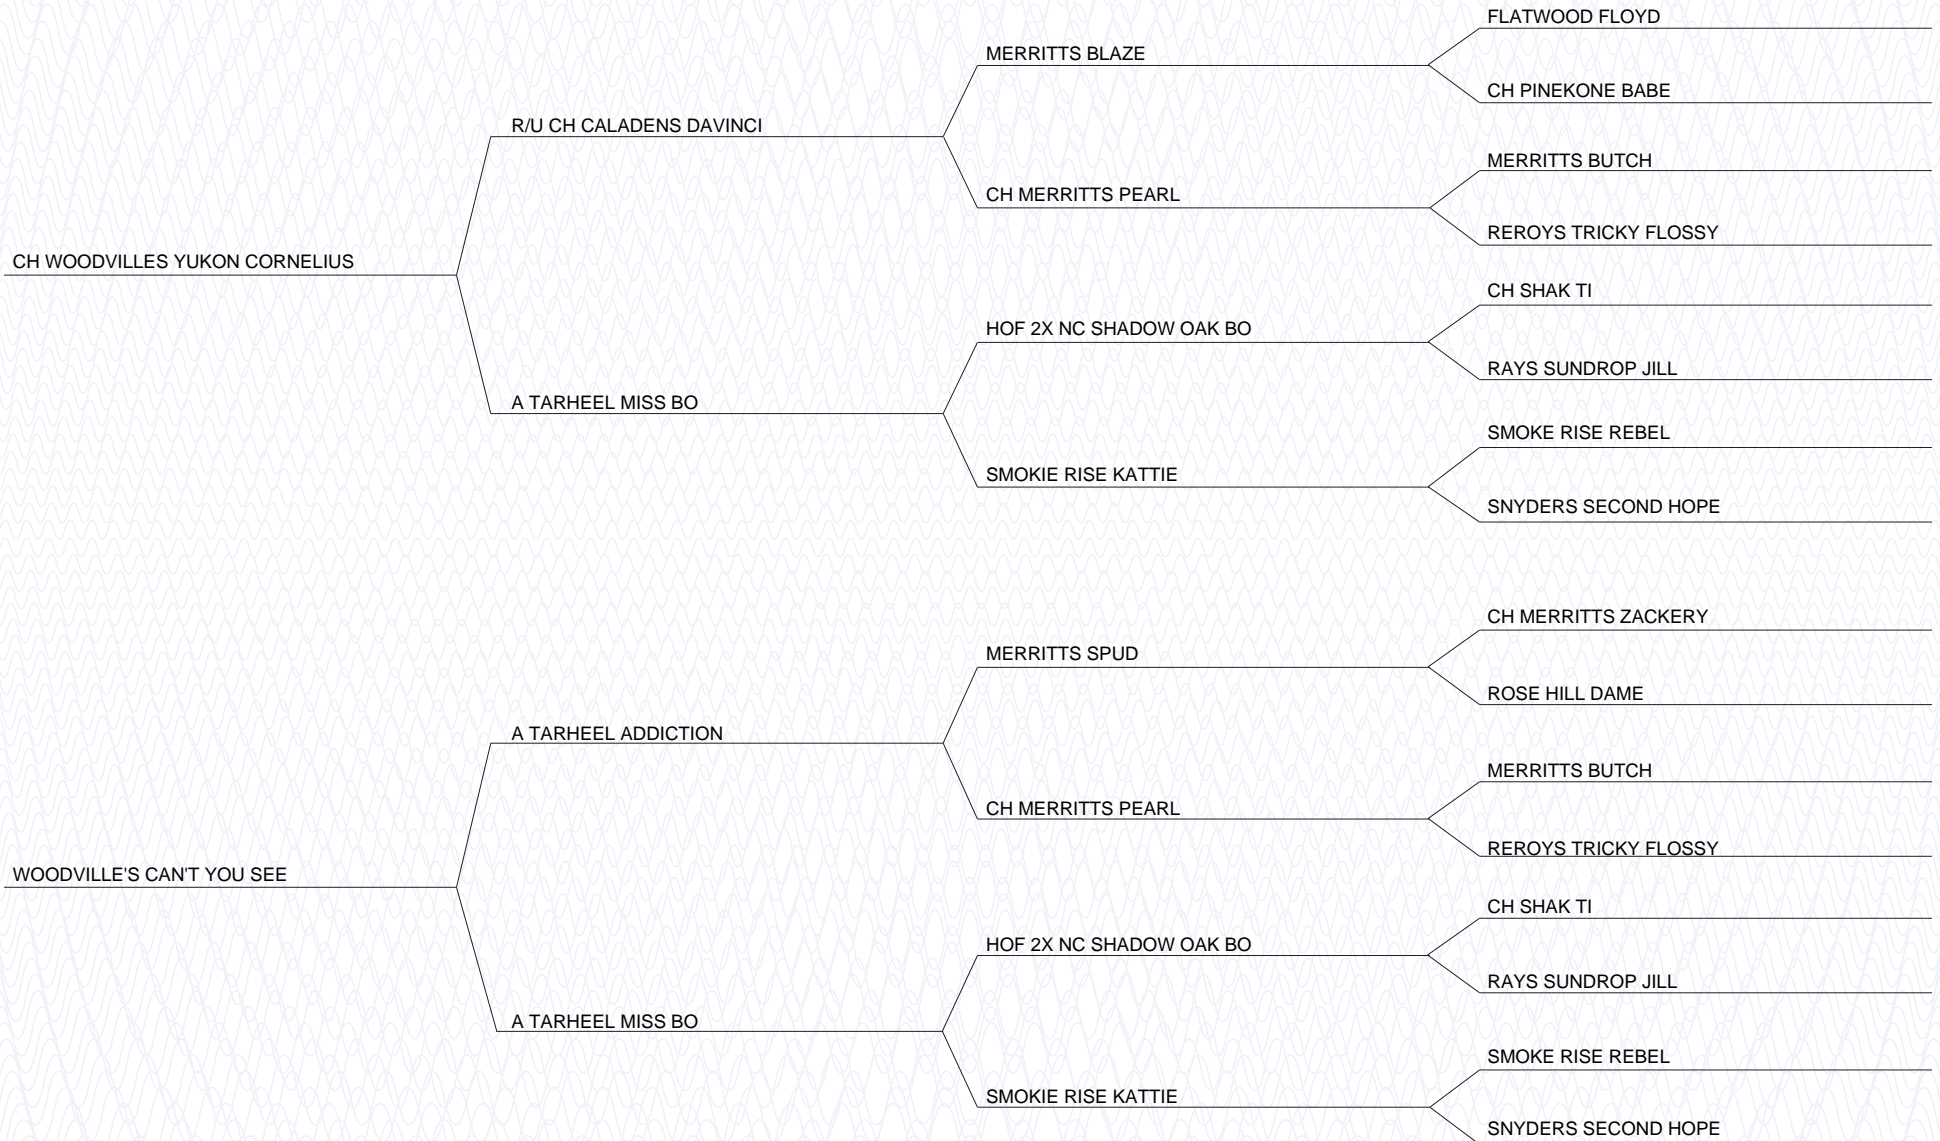 FLATWOOD FLOYD
MERRITTS BLAZE
CH PINEKONE BABE
R/U CH CALADENS DAVINCI
MERRITTS BUTCH
CH MERRITTS PEARL
REROYS TRICKY FLOSSY
CH WOODVILLES YUKON CORNELIUS
CH SHAK TI
HOF 2X NC SHADOW OAK BO
RAYS SUNDROP JILL
A TARHEEL MISS BO
SMOKE RISE REBEL
SMOKIE RISE KATTIE
SNYDERS SECOND HOPE
CH MERRITTS ZACKERY
MERRITTS SPUD
ROSE HILL DAME
A TARHEEL ADDICTION
MERRITTS BUTCH
CH MERRITTS PEARL
REROYS TRICKY FLOSSY
WOODVILLE'S CAN'T YOU SEE
CH SHAK TI
HOF 2X NC SHADOW OAK BO
RAYS SUNDROP JILL
A TARHEEL MISS BO
SMOKE RISE REBEL
SMOKIE RISE KATTIE
SNYDERS SECOND HOPE